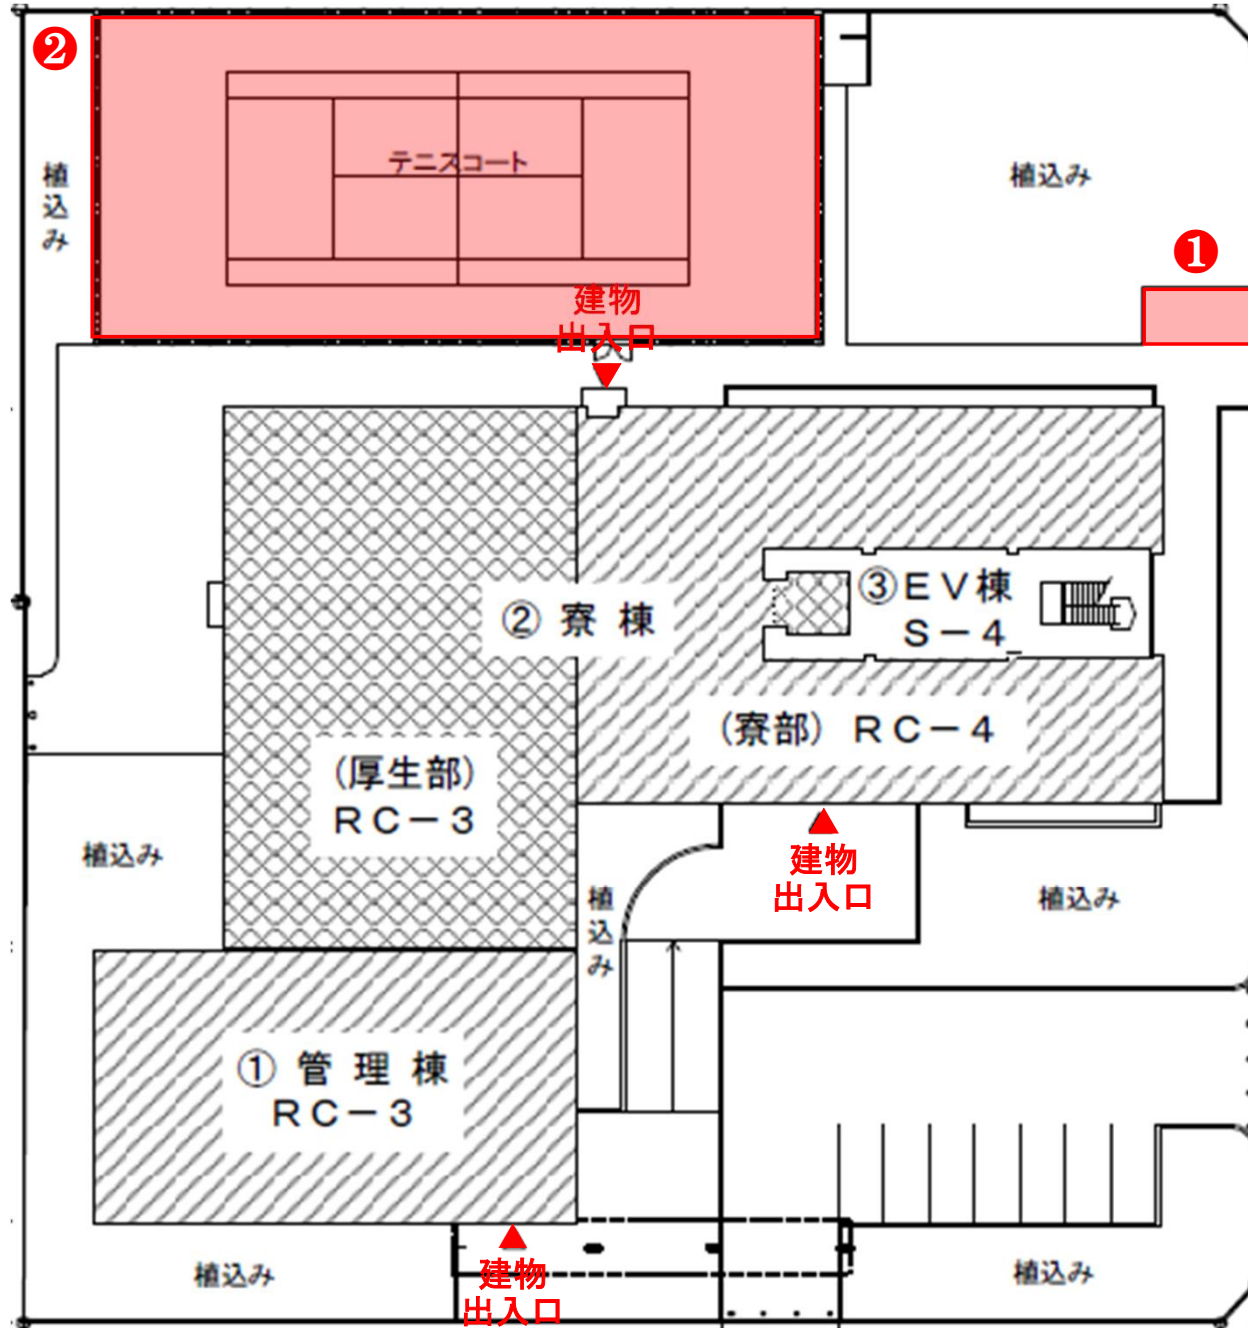 ❷
テニスコート
植込み
植込み
❶
建物
出入口
③EV棟
S-4
② 寮 棟
(寮部) RC-4
(厚生部)
RC-3
植込み
建物
出入口
植込み
植込み
① 管 理 棟
RC-3
植込み
建物
出入口
植込み